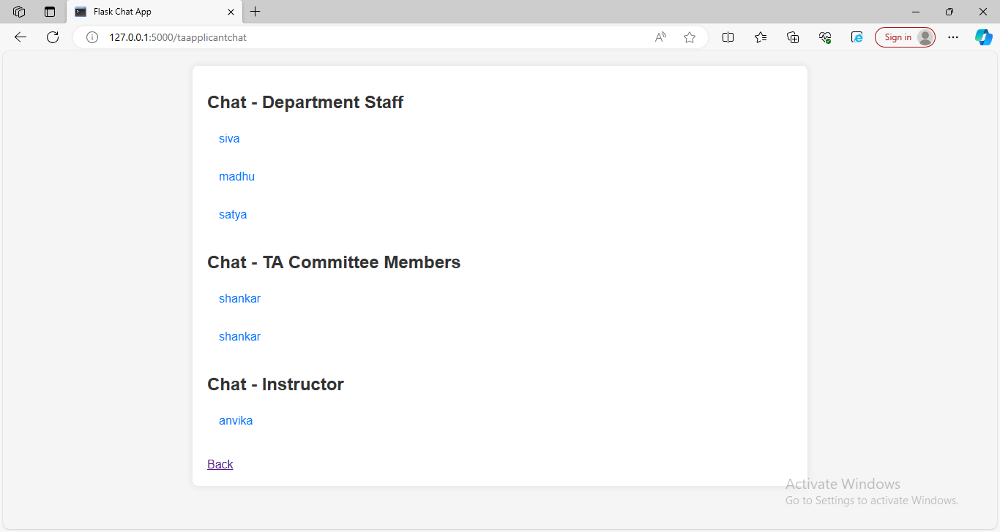 Flask Chat App
127.0.0.1:5000/taapplicantchat
Sign in
Chat - Department Staff
siva
madhu
satya
Chat - TA Committee Members
shankar
shankar
Chat - Instructor
anvika
Back
Activate Windows
Go to Settings to activate Windows.